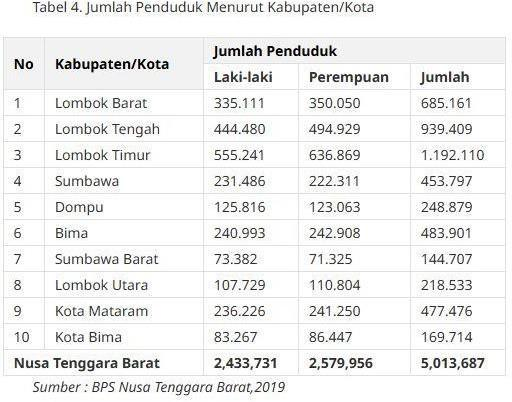 Tabel 4. Jumlah Penduduk Menurut Kabupaten/Kota
No Kabupaten/Kota Jumlah Penduduk
Laki-laki Perempuan Jumlah
1 Lombok Barat 335.111 350.050 685.161
2 Lombok Tengah 444.480 494.929 939.409
3 Lombok Timur 555.241 636.869 1.192.110
4 Sumbawa 231.486 222.311 453.797
5 Dompu 125.816 123.063 248.879
6 Bima 240.993 242.908 483.901
7 Sumbawa Barat 73.382 71.325 144.707
8 Lombok Utara 107.729 110.804 218.533
9 Kota Mataram 236.226 241.250 477.476
10 Kota Bima 83.267 86.447 169.714
Nusa Tenggara Barat 2,433,731 2,579,956 5,013,687
Sumber : BPS Nusa Tenggara Barat,2019